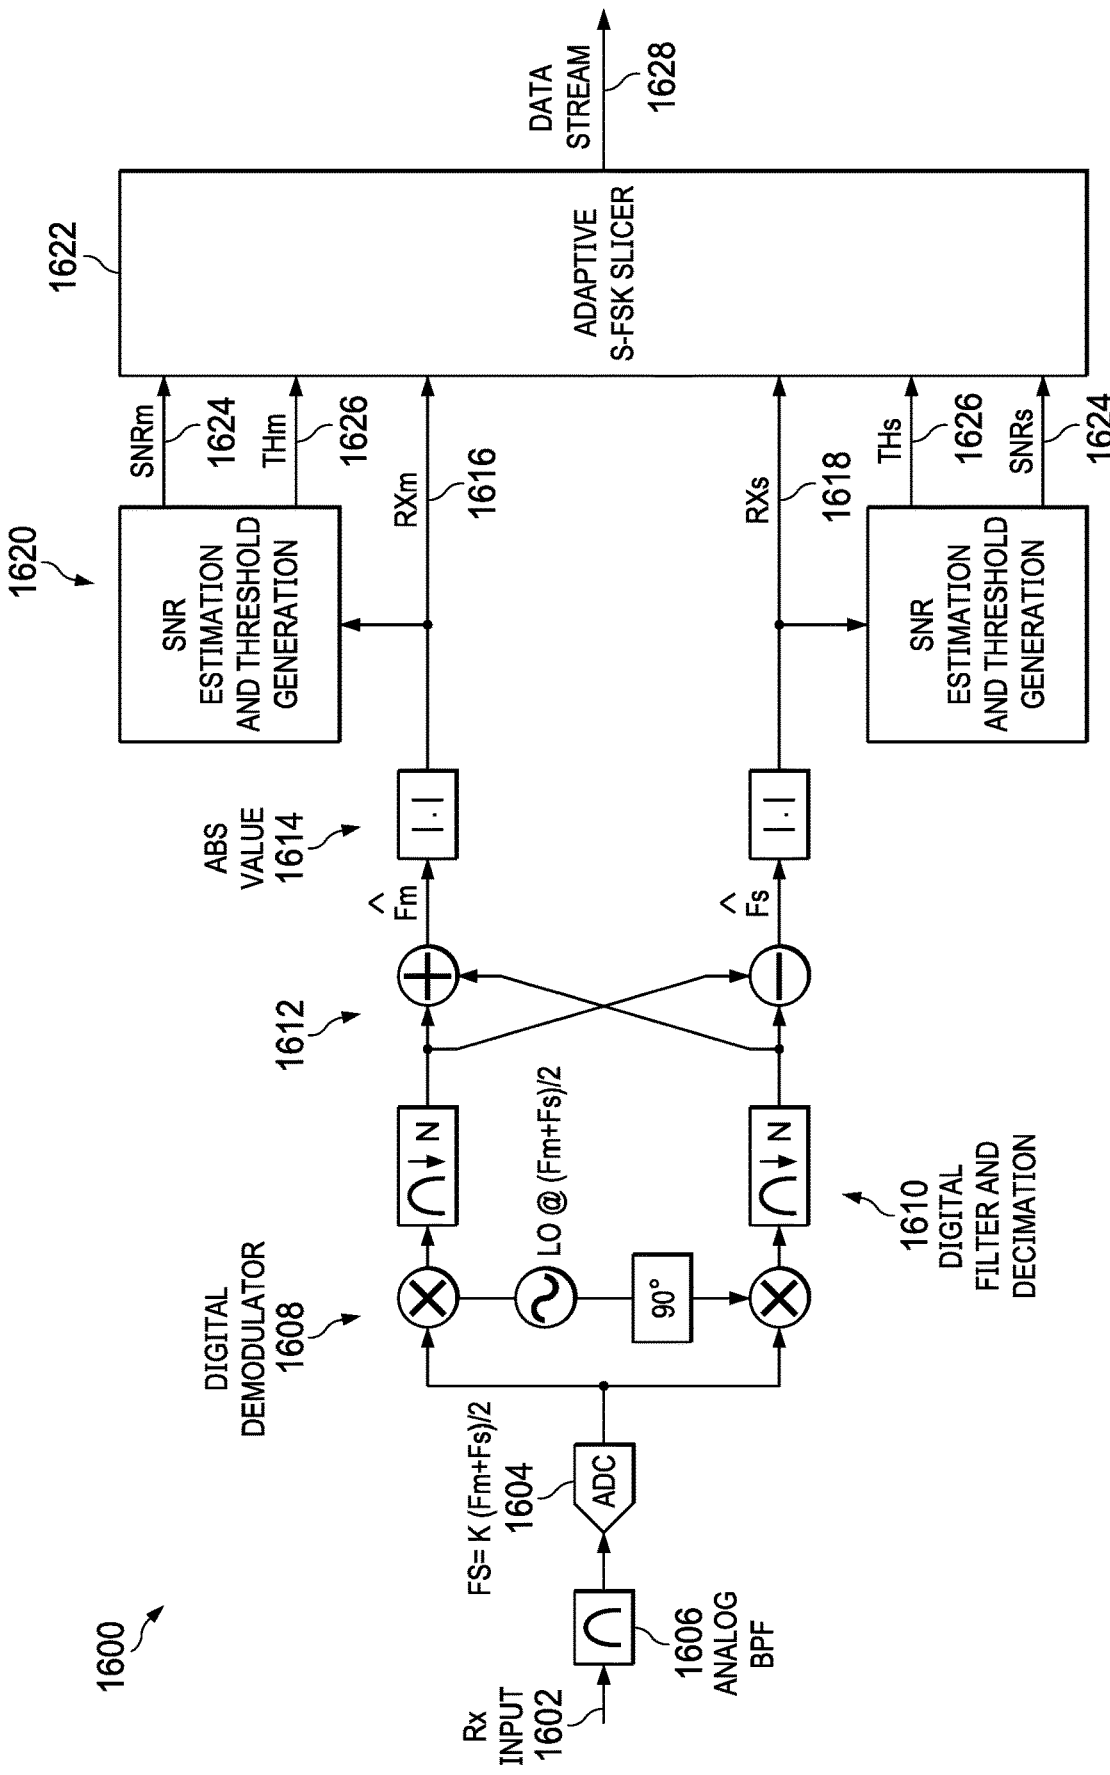 1600
Rx
INPUT
1602
1606
ANALOG
BPF
FS= K (Fm+Fs)/2
1604
ADC
DIGITAL
DEMODULATOR
1608
LO @ (Fm+Fs)/2
90°
N
N
1610
DIGITAL
FILTER AND
DECIMATION
1612
^
Fm
^
Fs
ABS
VALUE
1614
|.|
|.|
1620
SNR
ESTIMATION
AND THRESHOLD
GENERATION
SNR
ESTIMATION
AND THRESHOLD
GENERATION
SNRm
1624
THm
1626
RXm
1616
RXs
1618
THs
1626
SNRs
1624
1622
ADAPTIVE
S-FSK SLICER
DATA
STREAM
1628